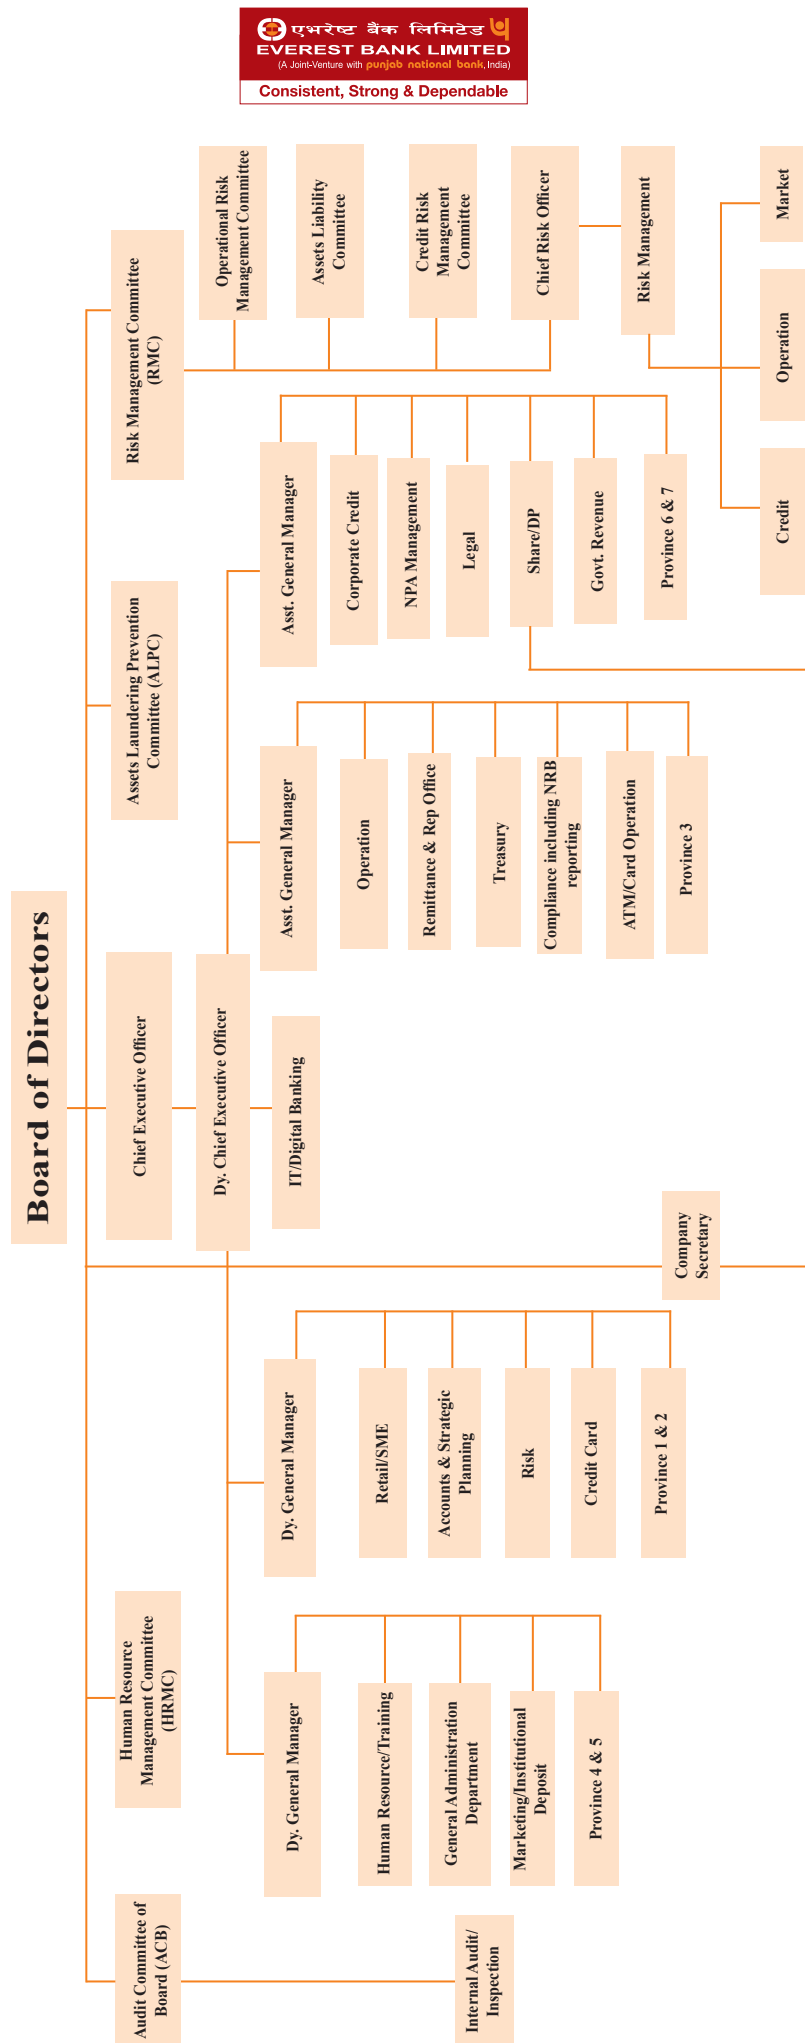 एभरेष्ट बैंक लिमिटेड
EVEREST BANK LIMITED
(A Joint-Venture with punjab national bank, India)
Consistent, Strong & Dependable
Board of Directors
Audit Committee of
Board (ACB)
Internal Audit/
Inspection
Human Resource
Management Committee
(HRMC)
Chief Executive Officer
Assets Laundering Prevention
Committee (ALPC)
Risk Management Committee
(RMC)
Dy. Chief Executive Officer
IT/Digital Banking
Company
Secretary
Dy. General Manager
Human Resource/Training
General Administration
Department
Marketing/Institutional
Deposit
Province 4 & 5
Dy. General Manager
Retail/SME
Accounts & Strategic
Planning
Risk
Credit Card
Province 1 & 2
Asst. General Manager
Operation
Remittance & Rep Office
Treasury
Compliance including NRB
reporting
ATM/Card Operation
Province 3
Asst. General Manager
Corporate Credit
NPA Management
Legal
Share/DP
Govt. Revenue
Province 6 & 7
Operational Risk
Management Committee
Assets Liability
Committee
Credit Risk
Management
Committee
Chief Risk Officer
Risk Management
Credit
Operation
Market